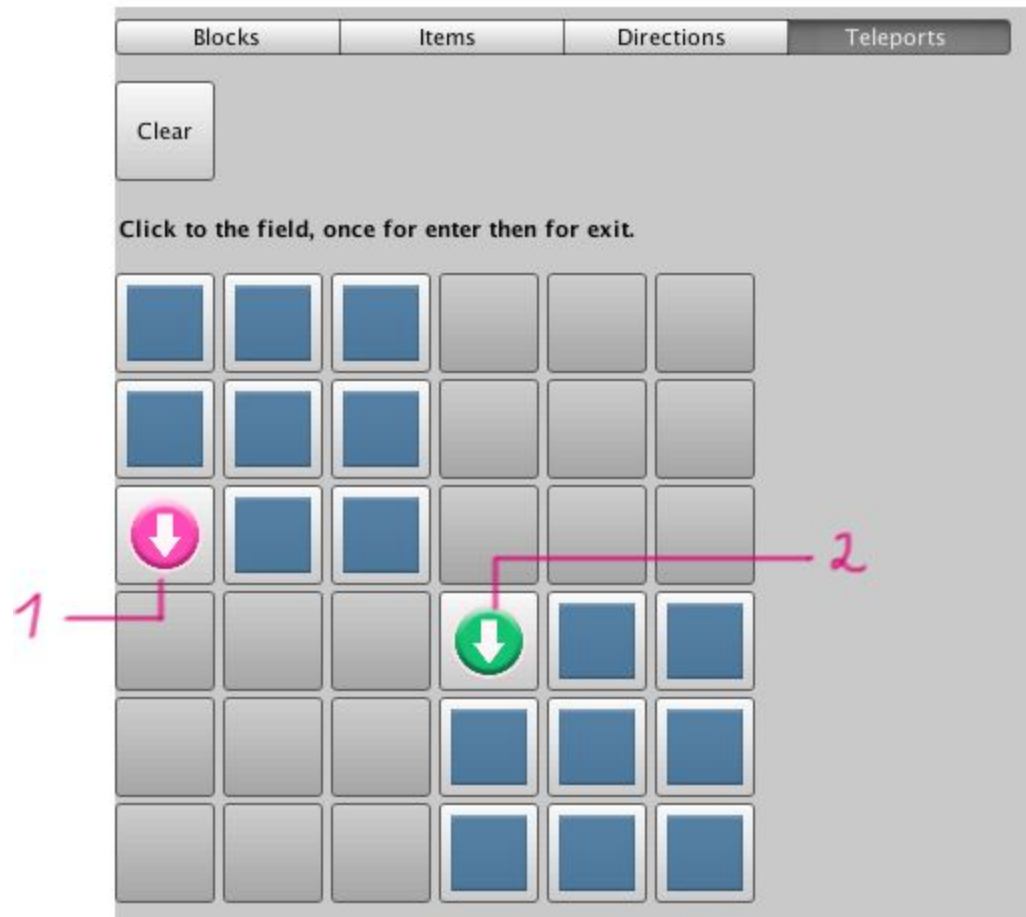 Blocks Items Directions Teleports
Clear
Click to the field, once for enter then for exit.
2
1